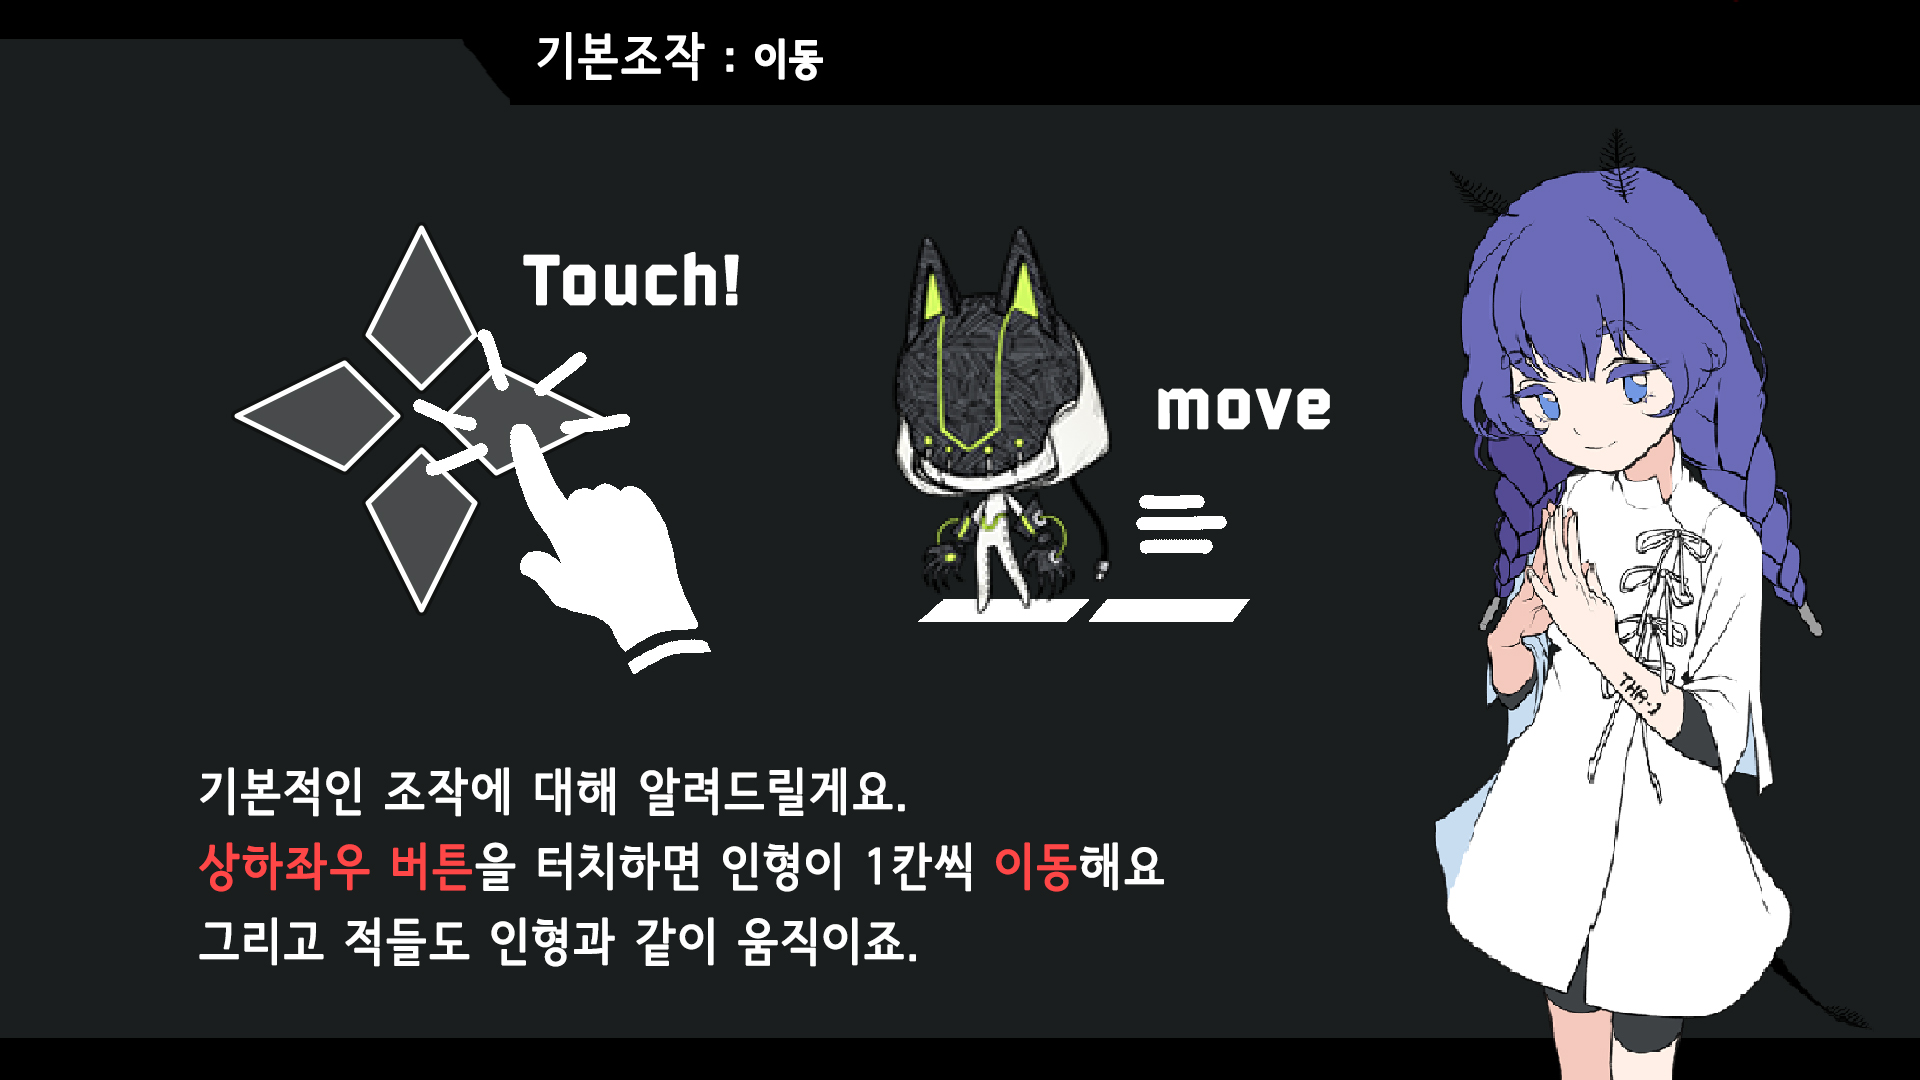 기본조작 : 이동
Touch!
move
기본적인 조작에 대해 알려드릴게요.
상하좌우 버튼을 터치하면 인형이 1칸씩 이동해요
그리고 적들도 인형과 같이 움직이죠.